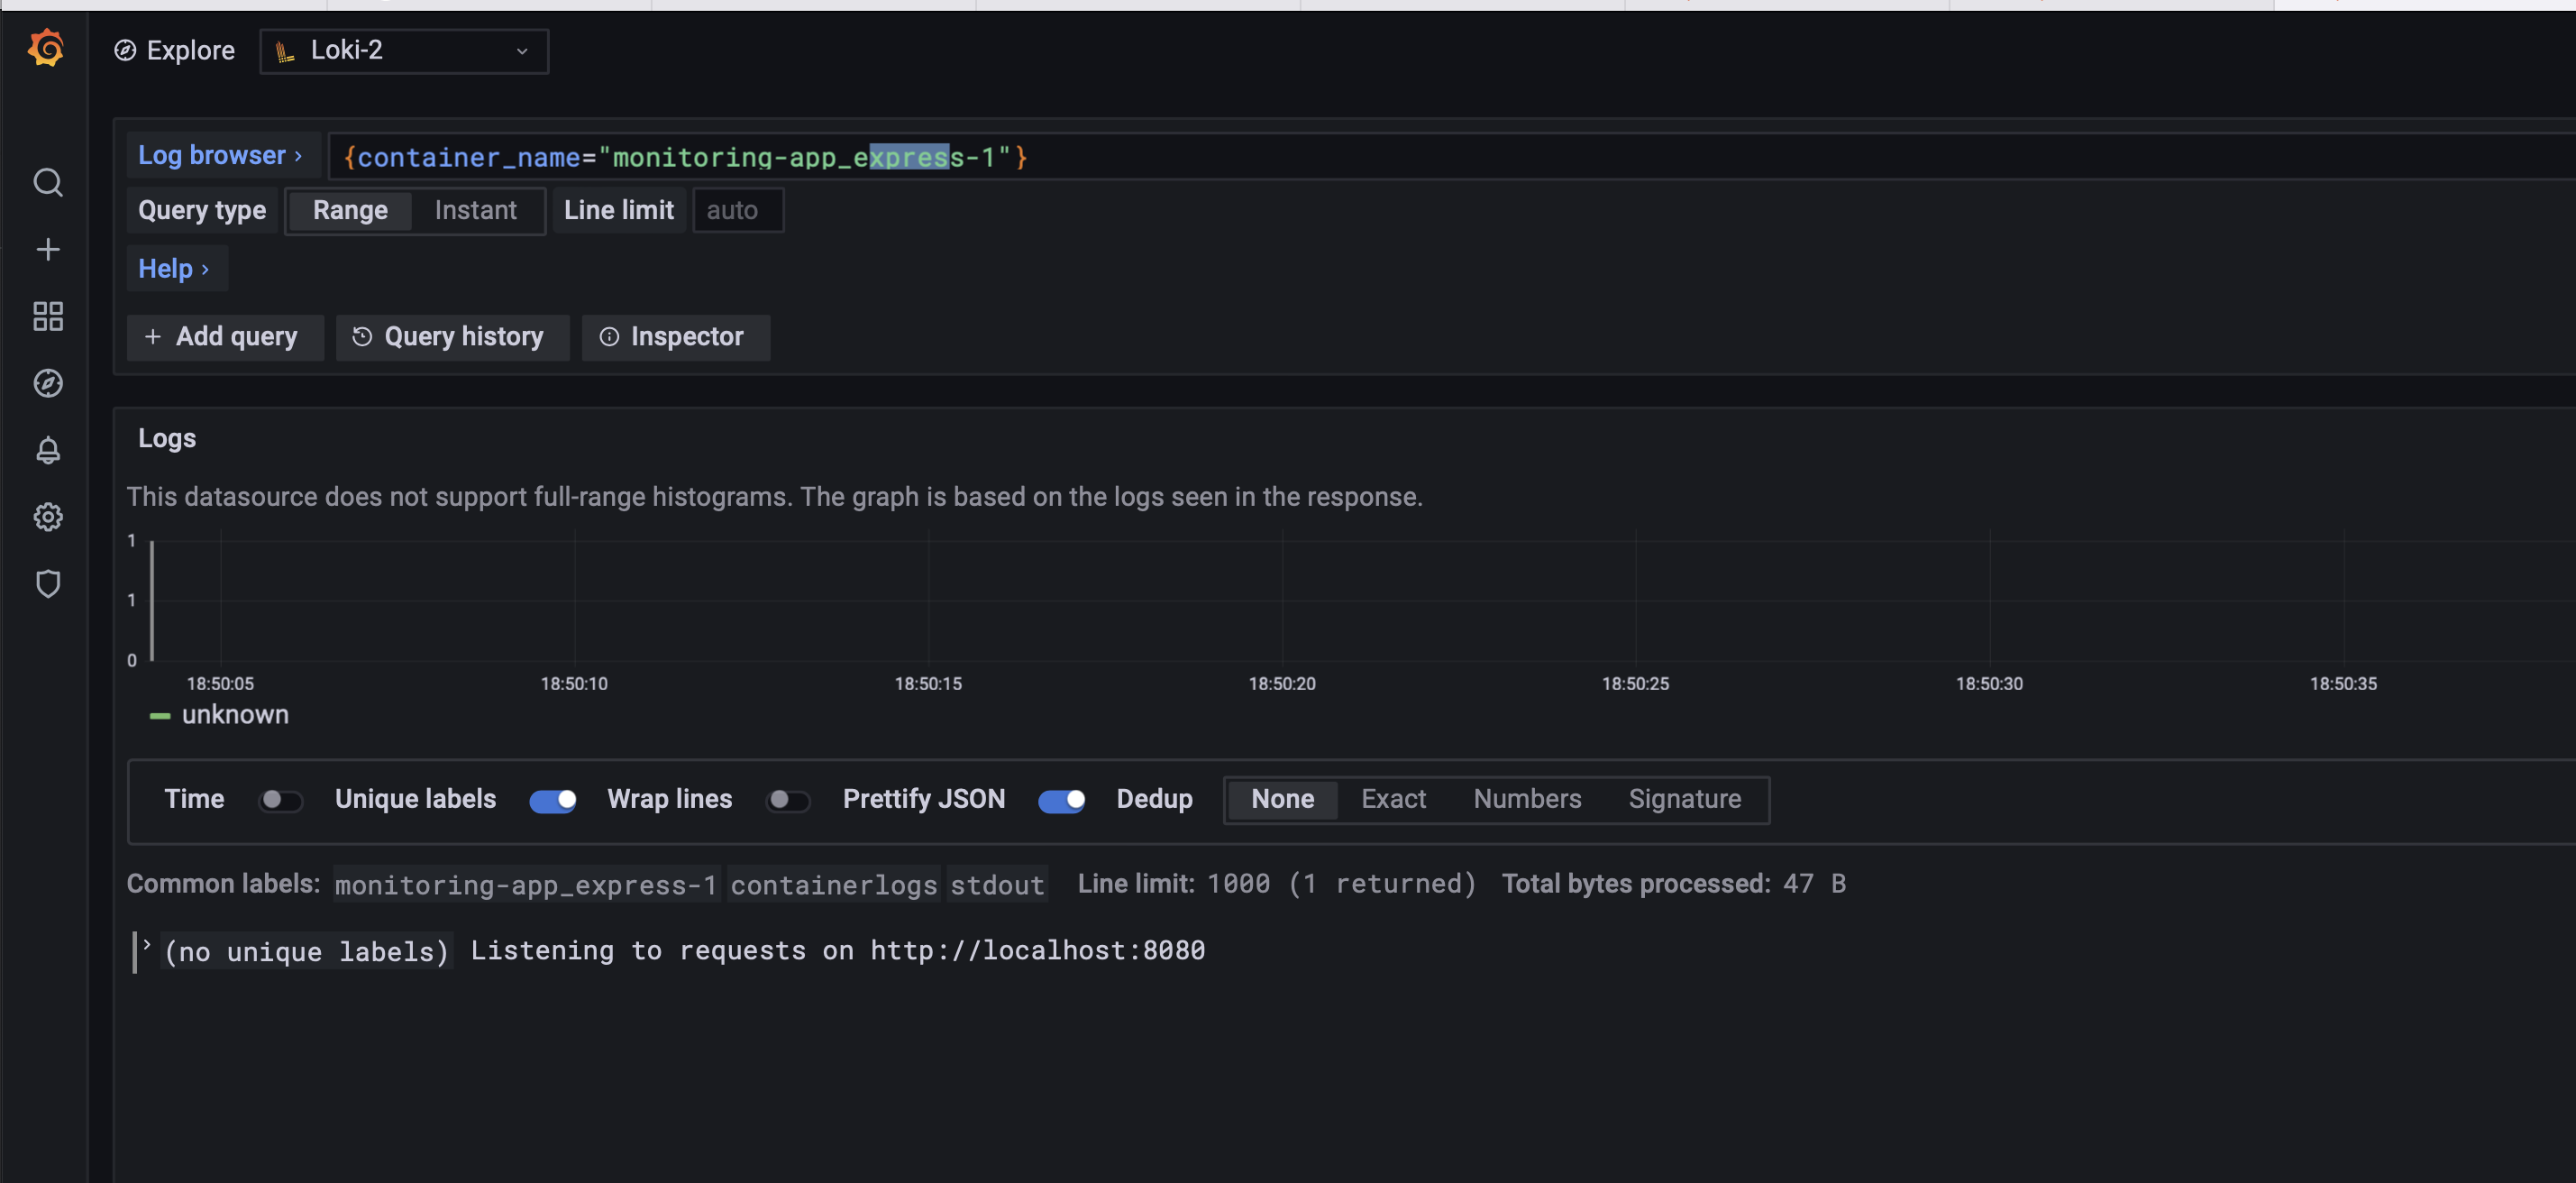 Explore Loki-2
Log browser › {container_name="monitoring-app_express-1"}
Query type Range Instant Line limit auto
Help ›
+ Add query Query history Inspector
Logs
This datasource does not support full-range histograms. The graph is based on the logs seen in the response.
1
1
0
18:50:05 18:50:10 18:50:15 18:50:20 18:50:25 18:50:30 18:50:35
unknown
Time Unique labels Wrap lines Prettify JSON Dedup None Exact Numbers Signature
Common labels: monitoring-app_express-1 containerlogs stdout Line limit: 1000 (1 returned) Total bytes processed: 47 B
› (no unique labels) Listening to requests on http://localhost:8080